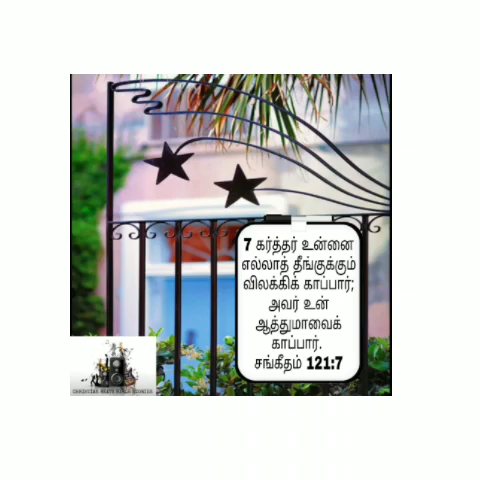 7 கர்த்தர் உன்னை
எல்லாத் தீங்குக்கும்
விலக்கிக் காப்பார்;
அவர் உன்
ஆத்துமாவைக்
காப்பார்.
சங்கீதம் 121:7